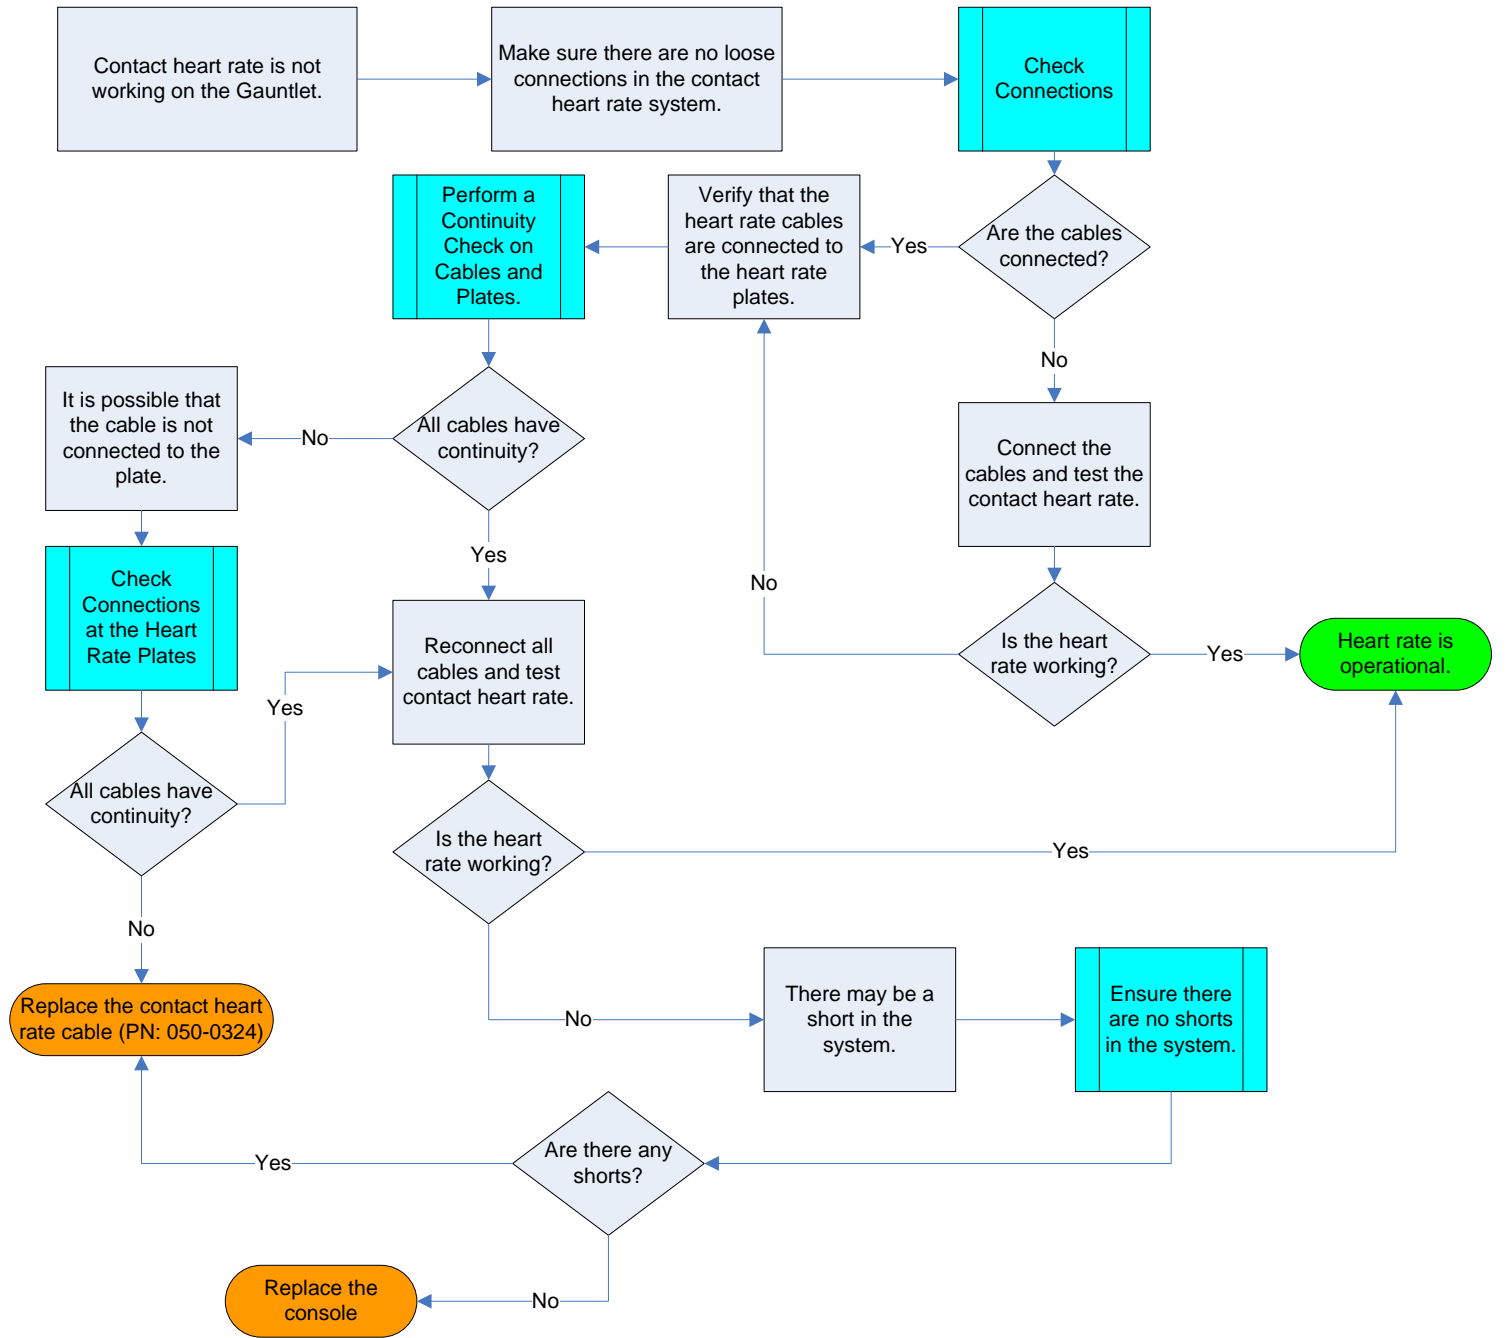 Contact heart rate is not
working on the Gauntlet.
Make sure there are no loose
connections in the contact
heart rate system.
Check
Connections
Are the cables
connected?
Yes
Verify that the
heart rate cables
are connected to
the heart rate
plates.
Perform a
Continuity
Check on
Cables and
Plates.
No
Connect the
cables and test the
contact heart rate.
Is the heart
rate working?
Yes
Heart rate is
operational.
No
All cables have
continuity?
No
It is possible that
the cable is not
connected to the
plate.
Check
Connections
at the Heart
Rate Plates
Yes
Reconnect all
cables and test
contact heart rate.
Yes
All cables have
continuity?
No
Replace the contact heart
rate cable (PN: 050-0324)
Is the heart
rate working?
Yes
No
There may be a
short in the
system.
Ensure there
are no shorts
in the system.
Are there any
shorts?
Yes
No
Replace the
console